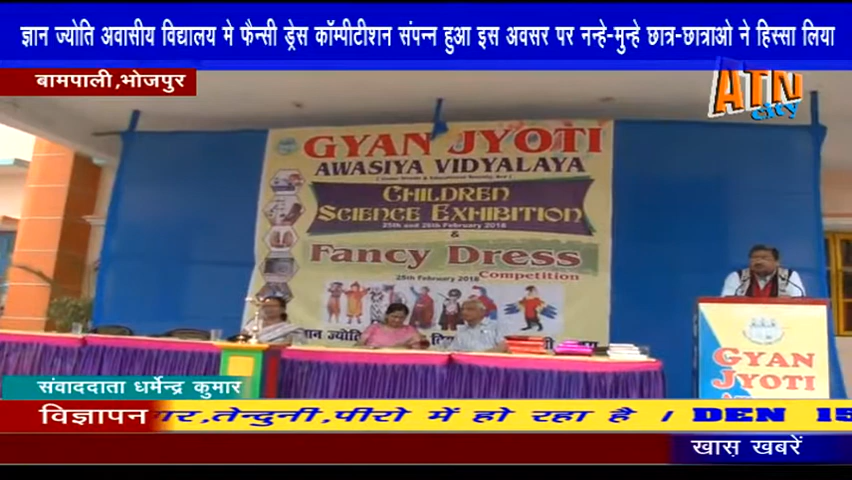 ज्ञान ज्योति अवासीय विद्यालय मे फैन्सी ड्रेस कॉम्पीटीशन संपन्न हुआ इस अवसर पर नन्हे-मुन्हे छात्र-छात्राओ ने हिस्सा लिया
बामपाली,भोजपुर
ATN
city
GYAN JYOTI
AWASIYA VIDYALAYA
CHILDREN
SCIENCE EXHIBITION
25th and 26th February 2018
&
FANCY DRESS
25th February 2018 Competition
ज्ञान ज्योति
GYAN
JYOTI
संवाददाता धर्मेन्द्र कुमार
विज्ञापन
गर,तेन्दुनी,पीरो में हो रहा है । DEN 15
खास़ खबरें